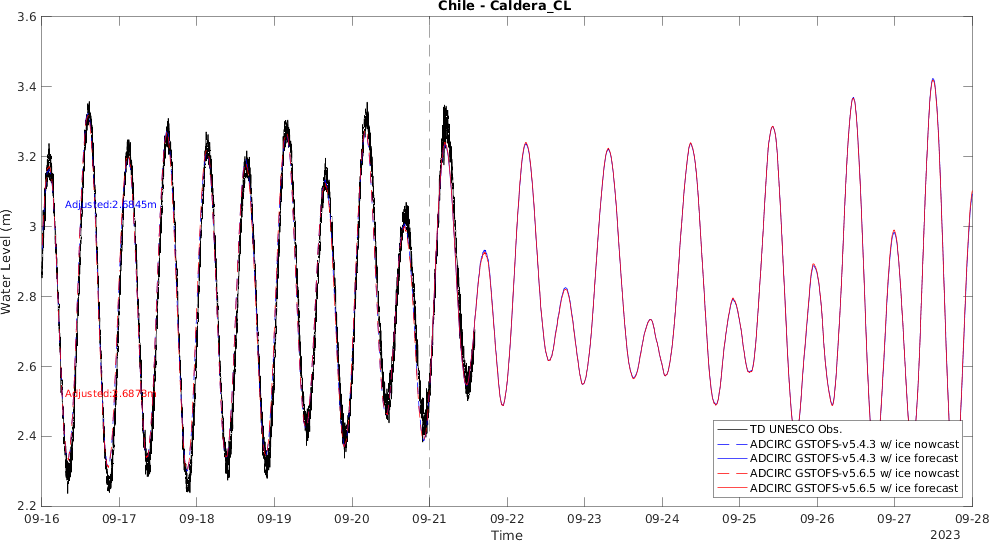 Chile - Caldera_CL
Water Level (m)
3.6
3.4
3.2
3
2.8
2.6
2.4
2.2
Adjusted:2.6845m
Adjusted:2.6873m
TD UNESCO Obs.
ADCIRC GSTOFS-v5.4.3 w/ ice nowcast
ADCIRC GSTOFS-v5.4.3 w/ ice forecast
ADCIRC GSTOFS-v5.6.5 w/ ice nowcast
ADCIRC GSTOFS-v5.6.5 w/ ice forecast
09-16 09-17 09-18 09-19 09-20 09-21 09-22 09-23 09-24 09-25 09-26 09-27 09-28
Time
2023